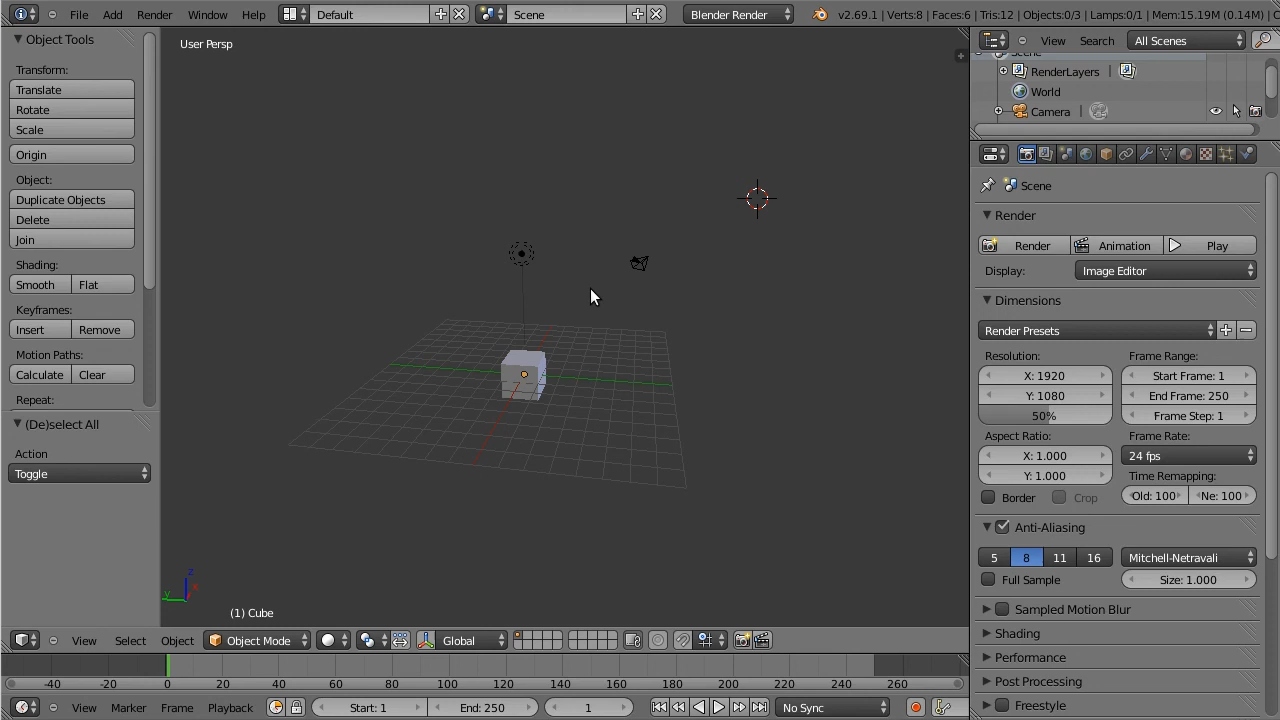 File Add Render Window Help Default Scene Blender Render v2.69.1 | Verts:8 | Faces:6 | Tris:12 | Objects:0/3 | Lamps:0/1 | Mem:15.19M (0.14M) | C
Object Tools
Transform:
Translate
Rotate
Scale
Origin
Object:
Duplicate Objects
Delete
Join
Shading:
Smooth Flat
Keyframes:
Insert Remove
Motion Paths:
Calculate Clear
Repeat:
(De)select All
Action
Toggle
User Persp
z
x
y
(1) Cube
View Select Object Object Mode Global
-40 -20 0 20 40 60 80 100 120 140 160 180 200 220 240 260
View Marker Frame Playback Start: 1 End: 250 1 No Sync
View Search All Scenes
Scene
RenderLayers |
World
Camera |
Scene
Render
Render Animation Play
Display: Image Editor
Dimensions
Render Presets
Resolution: Frame Range:
X: 1920 Start Frame: 1
Y: 1080 End Frame: 250
50% Frame Step: 1
Aspect Ratio: Frame Rate:
X: 1.000 24 fps
Y: 1.000 Time Remapping:
Border Crop Old: 100 Ne: 100
Anti-Aliasing
5 8 11 16 Mitchell-Netravali
Full Sample Size: 1.000
Sampled Motion Blur
Shading
Performance
Post Processing
Freestyle